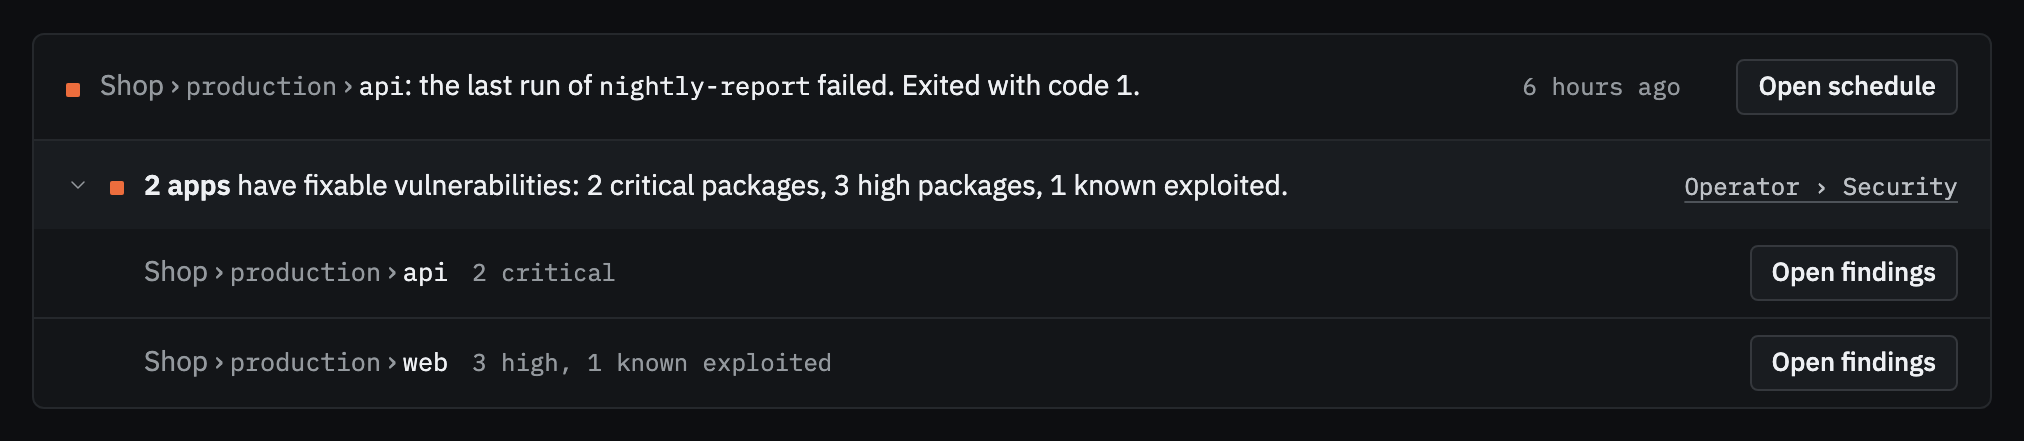 Shop › production › api: the last run of nightly-report failed. Exited with code 1. 6 hours ago Open schedule
2 apps have fixable vulnerabilities: 2 critical packages, 3 high packages, 1 known exploited. Operator › Security
Shop › production › api 2 critical Open findings
Shop › production › web 3 high, 1 known exploited Open findings